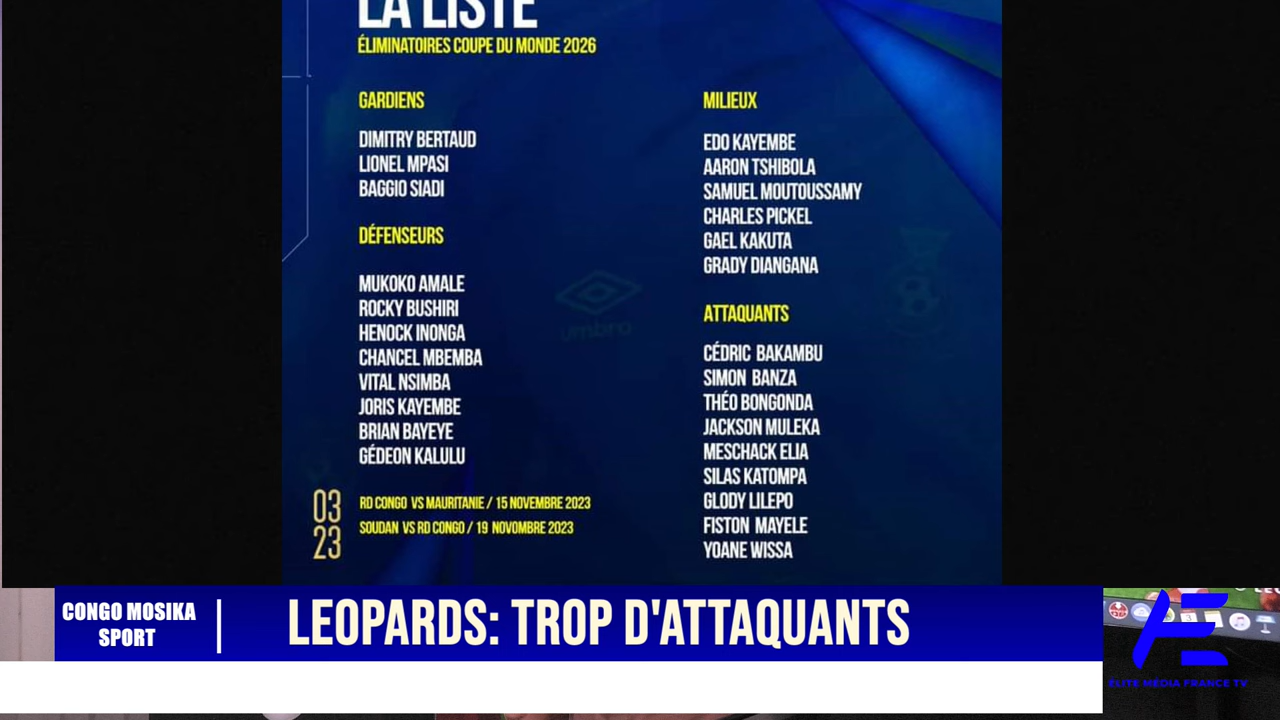 LA LISTE
ÉLIMINATOIRES COUPE DU MONDE 2026
GARDIENS
DIMITRY BERTAUD
LIONEL MPASI
BAGGIO SIADI
DÉFENSEURS
MUKOKO AMALE
ROCKY BUSHIRI
HENOCK INONGA
CHANCEL MBEMBA
VITAL NSIMBA
JORIS KAYEMBE
BRIAN BAYEYE
GÉDEON KALULU
03
23
RD CONGO VS MAURITANIE / 15 NOVEMBRE 2023
SOUDAN VS RD CONGO / 19 NOVOMBRE 2023
MILIEUX
EDO KAYEMBE
AARON TSHIBOLA
SAMUEL MOUTOUSSAMY
CHARLES PICKEL
GAEL KAKUTA
GRADY DIANGANA
ATTAQUANTS
CÉDRIC BAKAMBU
SIMON BANZA
THÉO BONGONDA
JACKSON MULEKA
MESCHACK ELIA
SILAS KATOMPA
GLODY LILEPO
FISTON MAYELE
YOANE WISSA
umbro
CONGO MOSIKA
SPORT
LEOPARDS: TROP D'ATTAQUANTS
ÉLITE MÉDIA FRANCE TV